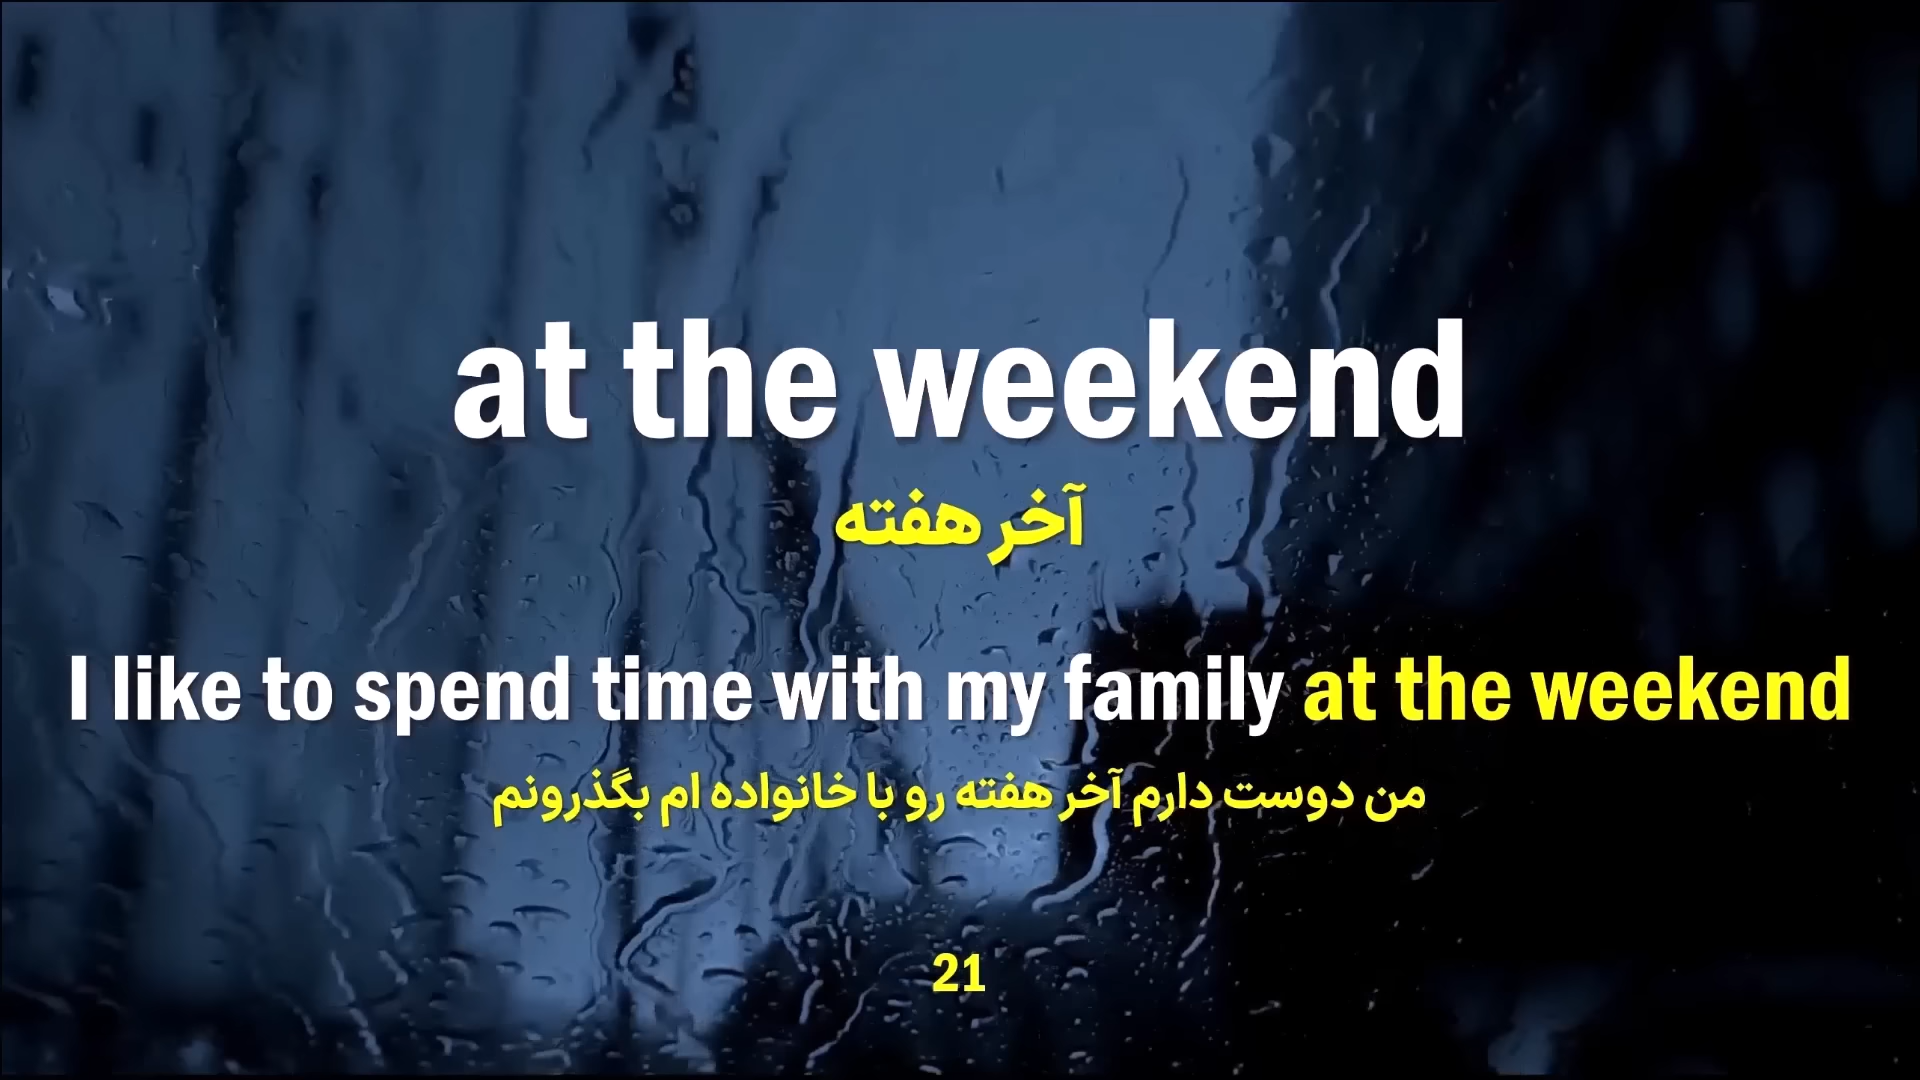 at the weekend
آخر هفته
I like to spend time with my family at the weekend
من دوست دارم آخر هفته رو با خانواده ام بگذرونم
21